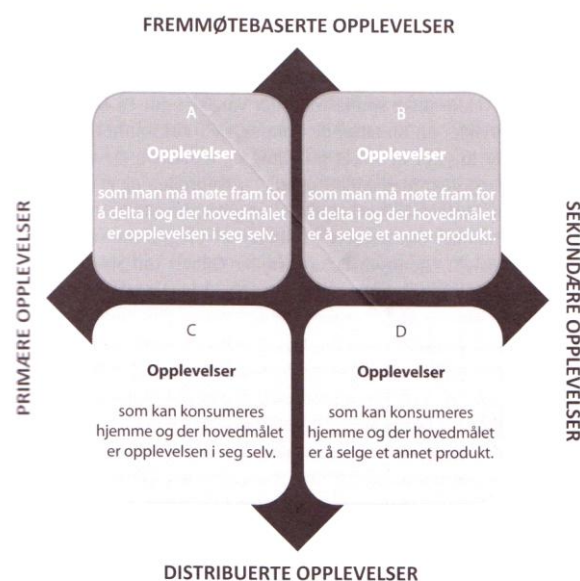 FREMMØTEBASERTE OPPLEVELSER
A
Opplevelser
som man må møte fram for
å delta i og der hovedmålet
er opplevelsen i seg selv.
B
Opplevelser
som man må møte fram for
å delta i og der hovedmålet
er å selge et annet produkt.
PRIMÆRE OPPLEVELSER
SEKUNDÆRE OPPLEVELSER
C
Opplevelser
som kan konsumeres
hjemme og der hovedmålet
er opplevelsen i seg selv.
D
Opplevelser
som kan konsumeres
hjemme og der hovedmålet
er å selge et annet produkt.
DISTRIBUERTE OPPLEVELSER